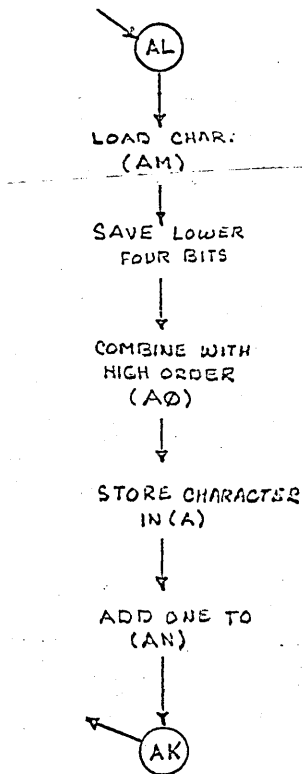 AL
LOAD CHAR.
(AM)
SAVE LOWER
FOUR BITS
COMBINE WITH
HIGH ORDER
(AØ)
STORE CHARACTER
IN (A)
ADD ONE TO
(AN)
AK